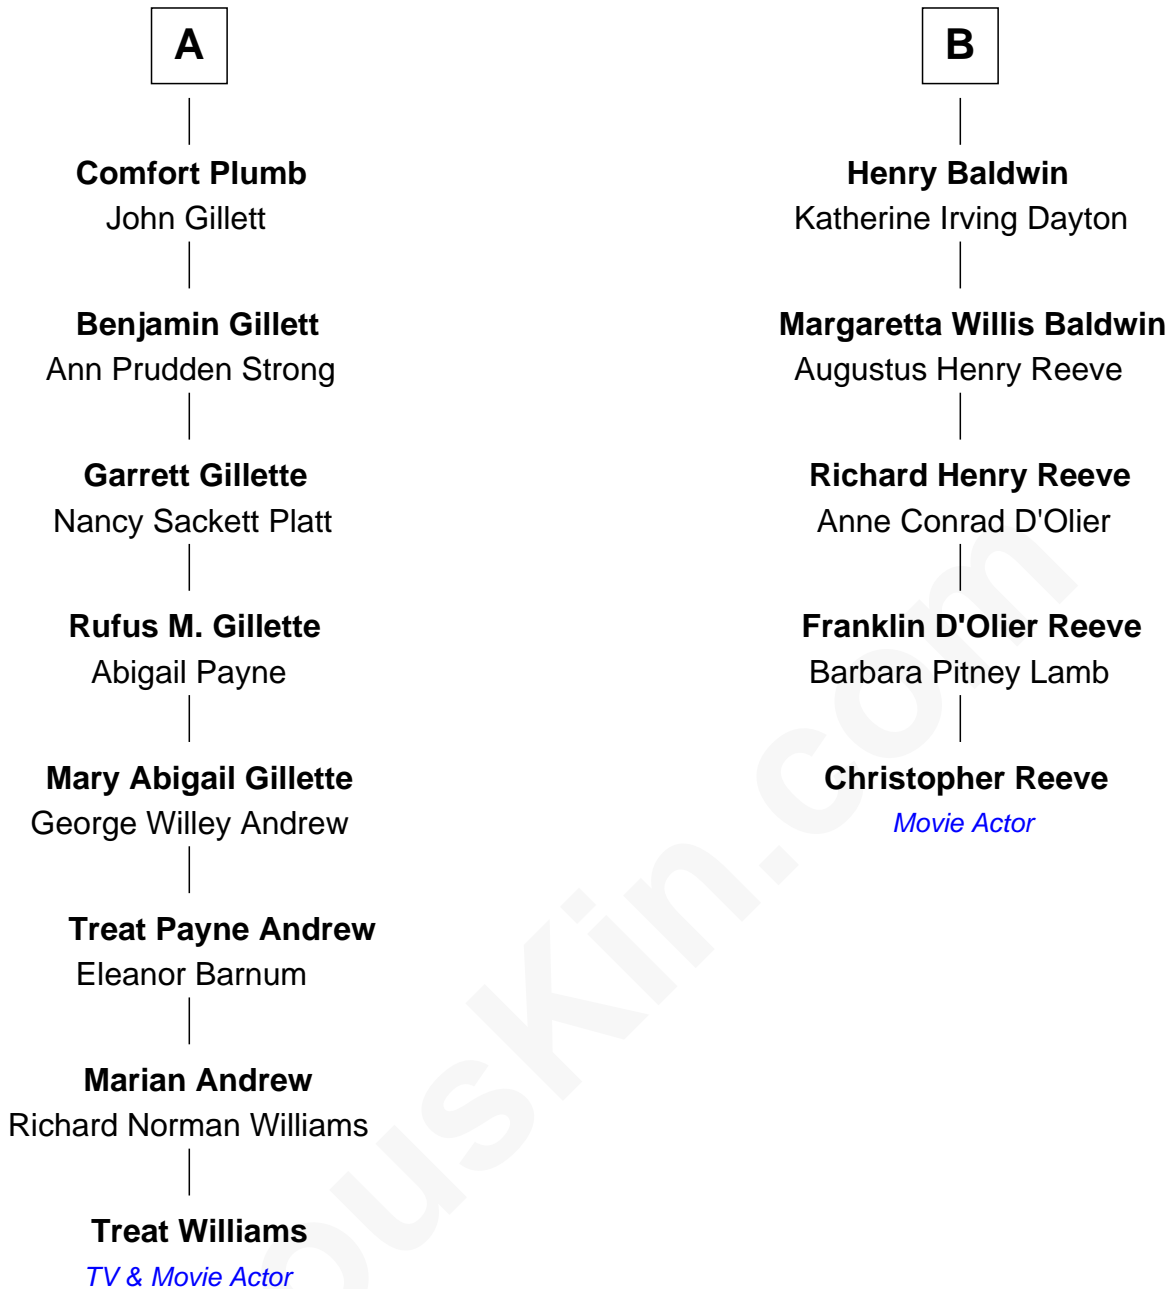 A
Comfort Plumb
John Gillett
Benjamin Gillett
Ann Prudden Strong
Garrett Gillette
Nancy Sackett Platt
Rufus M. Gillette
Abigail Payne
Mary Abigail Gillette
George Willey Andrew
Treat Payne Andrew
Eleanor Barnum
Marian Andrew
Richard Norman Williams
Treat Williams
TV & Movie Actor
B
Henry Baldwin
Katherine Irving Dayton
Margaretta Willis Baldwin
Augustus Henry Reeve
Richard Henry Reeve
Anne Conrad D'Olier
Franklin D'Olier Reeve
Barbara Pitney Lamb
Christopher Reeve
Movie Actor
ousKin.com